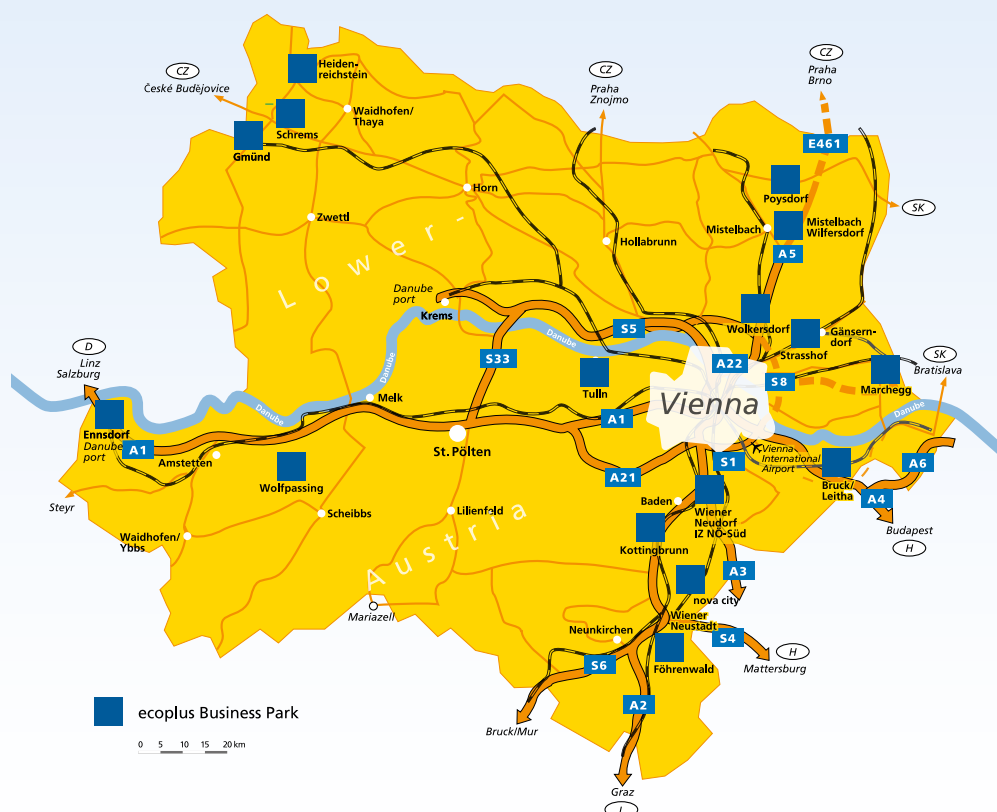 CZ
České Budějovice
Heiden-
reichstein
Schrems
Gmünd
Waidhofen/
Thaya
CZ
Praha
Znojmo
CZ
Praha
Brno
E461
SK
Poysdorf
Mistelbach
Mistelbach
Wilfersdorf
A5
Horn
Zwettl
Hollabrunn
Lower-
Danube
port
Krems
S5
S33
Danube
Wolkersdorf
Gänsern-
dorf
Strasshof
A22
S8
Marchegg
SK
Bratislava
D
Linz
Salzburg
Danube
Melk
Danube
Tulln
Vienna
Danube
Ennsdorf
Danube
port
A1
Amstetten
St. Pölten
A1
A21
S1
Vienna
International
Airport
Bruck/
Leitha
A6
A4
Budapest
H
Steyr
Wolfpassing
Scheibbs
Lilienfeld
Baden
Wiener
Neudorf
IZ NÖ-Süd
Kottingbrunn
Waidhofen/
Ybbs
Austria
A3
nova city
Wiener
Neustadt
Mariazell
Neunkirchen
S4
H
Mattersburg
S6
Föhrenwald
A2
Bruck/Mur
Graz
I
ecoplus Business Park
0 5 10 15 20 km